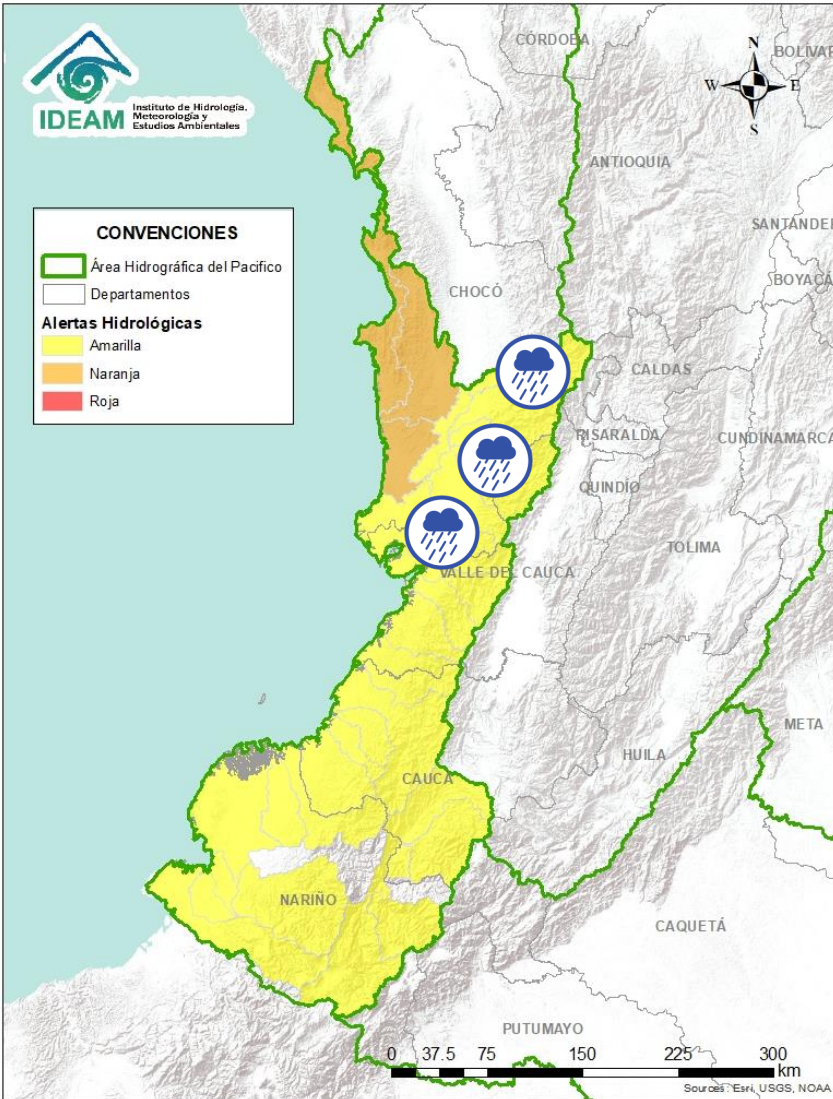 IDEAM
Instituto de Hidrología,
Meteorología y
Estudios Ambientales
CONVENCIONES
Área Hidrográfica del Pacifico
Departamentos
Alertas Hidrológicas
Amarilla
Naranja
Roja
N
W E
S
CÓRDOBA
BOLIVAR
ANTIOQUIA
SANTANDER
BOYACÁ
CHOCÓ
CALDAS
RISARALDA
CUNDINAMARCA
QUINDÍO
TOLIMA
VALLE DEL CAUCA
META
HUILA
CAUCA
NARIÑO
CAQUETÁ
PUTUMAYO
0 37.5 75 150 225 300
km
Sources: Esri, USGS, NOAA